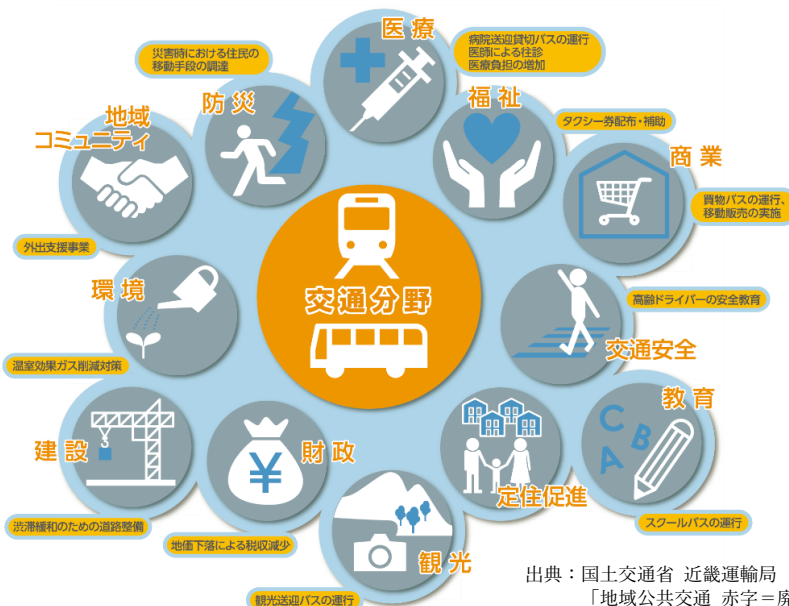 医療
病院送迎貸切バスの運行
医師による往診
医療負担の増加
災害時における住民の
移動手段の調達
防災
福祉
タクシー券配布・補助
地域
コミュニティ
商業
買物バスの運行、
移動販売の実施
外出支援事業
環境
交通分野
高齢ドライバーの安全教育
交通安全
温室効果ガス削減対策
教育
C
B
A
建設
¥
財政
定住促進
スクールバスの運行
渋滞緩和のための道路整備
地価下落による税収減少
観光
観光送迎バスの運行
出典：国土交通省 近畿運輸局
「地域公共交通 赤字＝廃